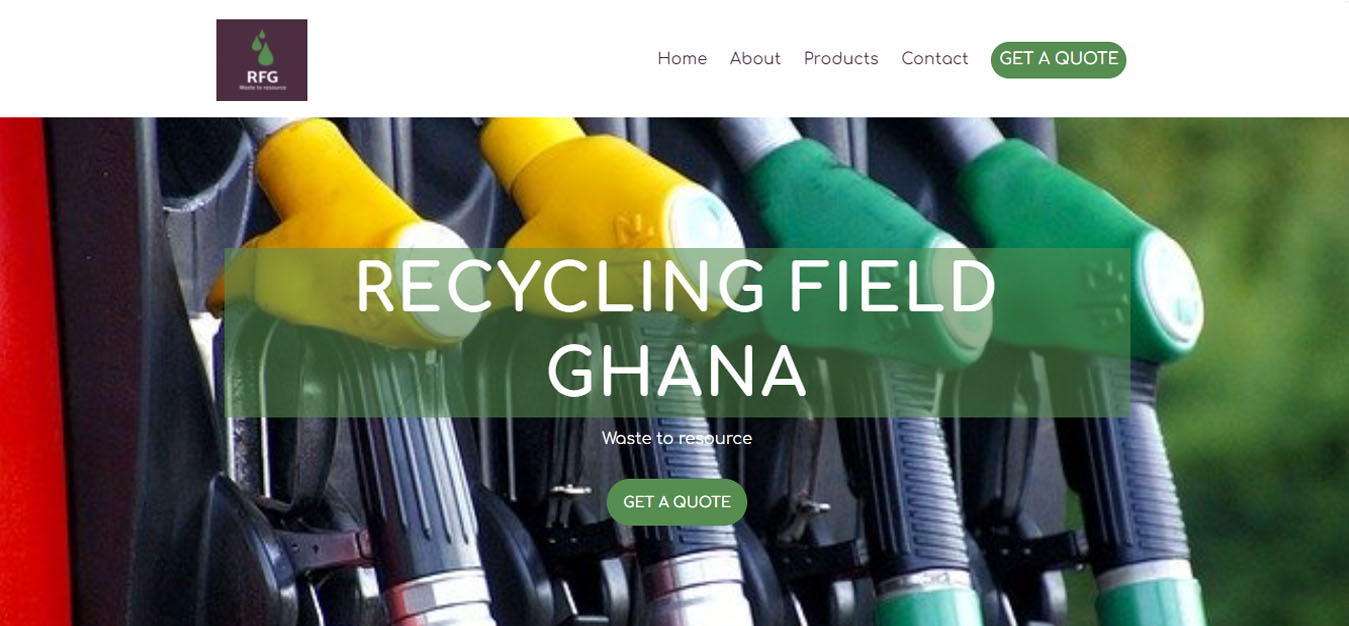 RFG
Waste to resource
Home About Products Contact GET A QUOTE
RECYCLING FIELD
GHANA
Waste to resource
GET A QUOTE